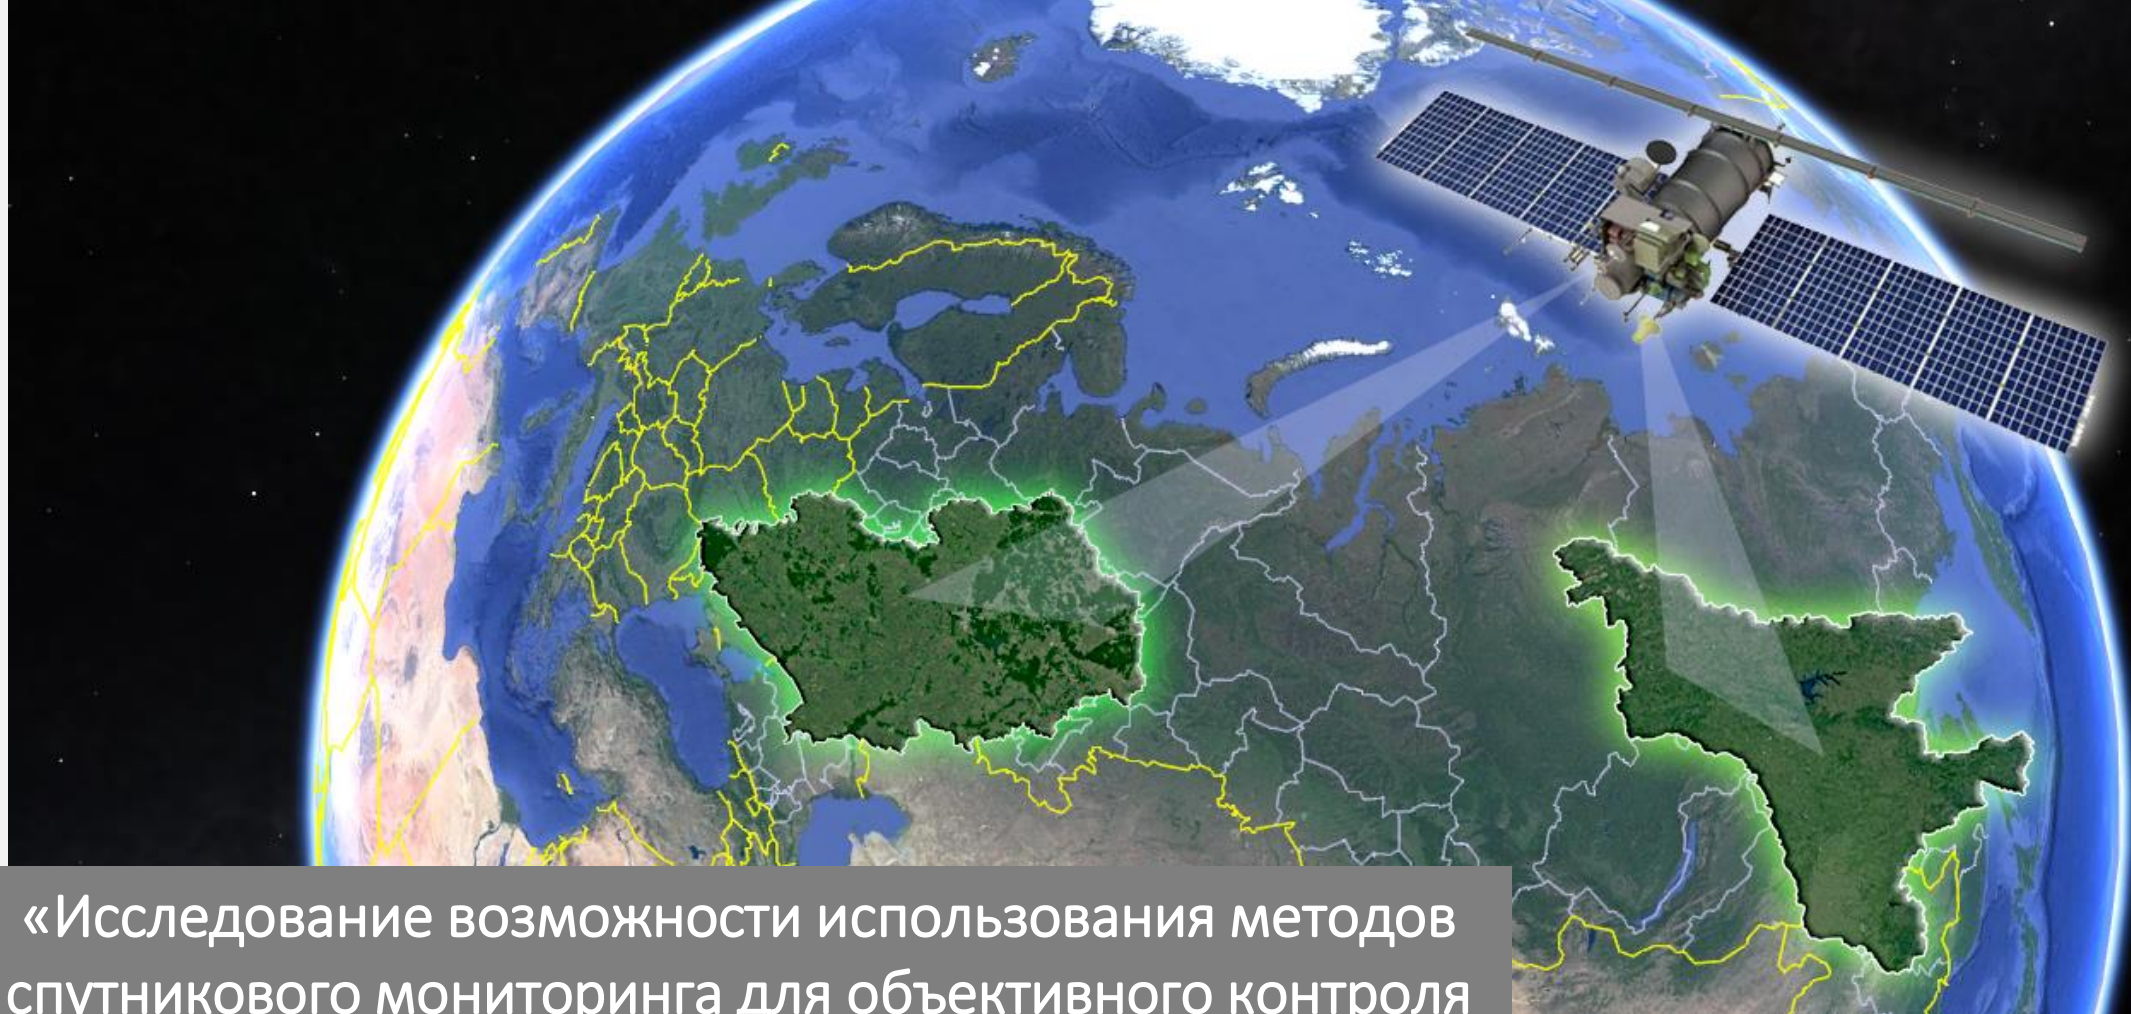 «Исследование возможности использования методов
спутникового мониторинга для объективного контроля